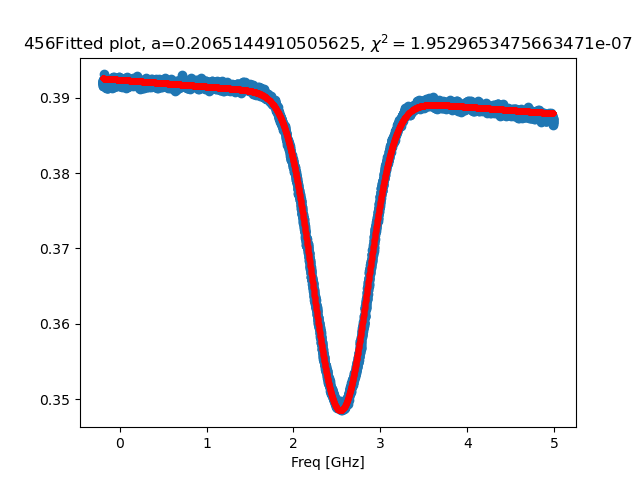 456Fitted plot, a=0.2065144910505625, χ² = 1.9529653475663471e-07
0.39
0.38
0.37
0.36
0.35
0 1 2 3 4 5
Freq [GHz]